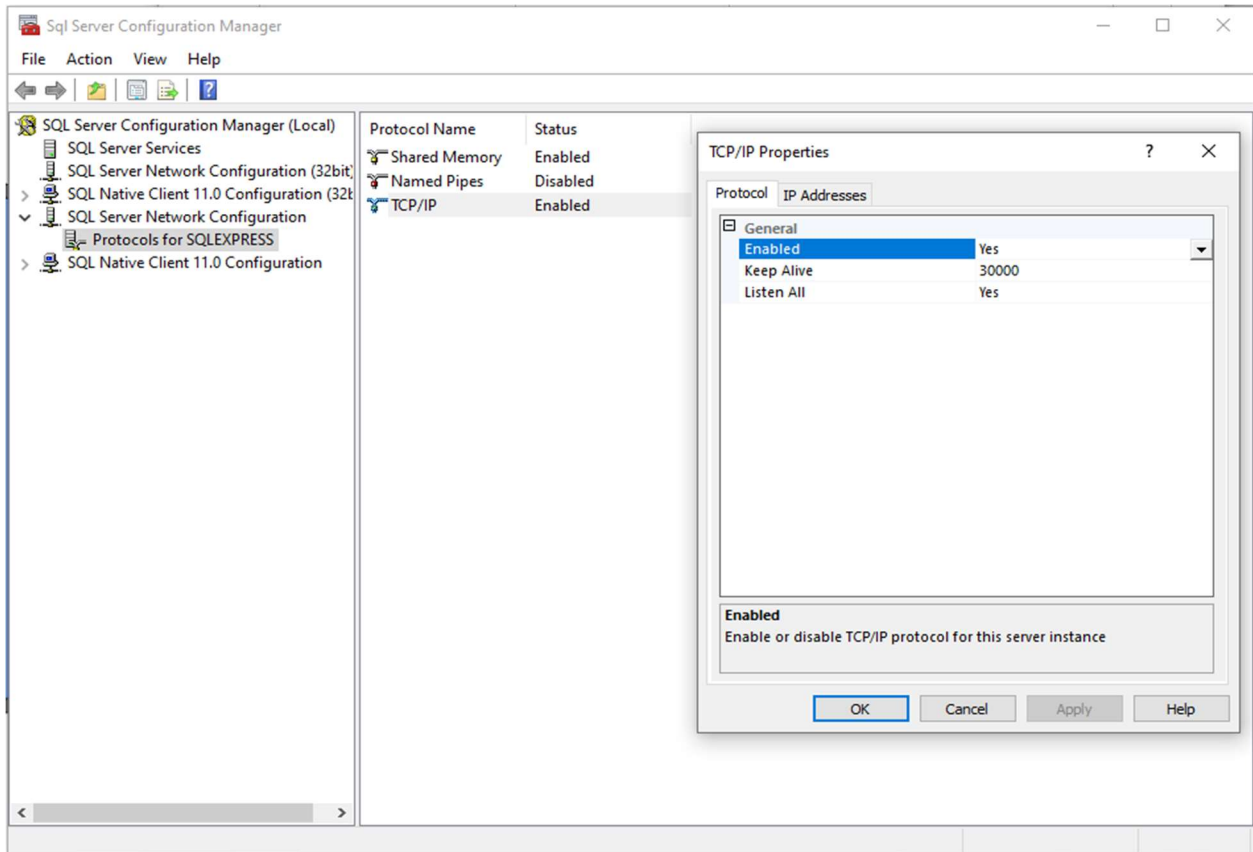 Sql Server Configuration Manager
File Action View Help
SQL Server Configuration Manager (Local)
SQL Server Services
SQL Server Network Configuration (32bit)
SQL Native Client 11.0 Configuration (32b
SQL Server Network Configuration
Protocols for SQLEXPRESS
SQL Native Client 11.0 Configuration
Protocol Name Status
Shared Memory Enabled
Named Pipes Disabled
TCP/IP Enabled
TCP/IP Properties
Protocol IP Addresses
General
Enabled Yes
Keep Alive 30000
Listen All Yes
Enabled
Enable or disable TCP/IP protocol for this server instance
OK Cancel Apply Help